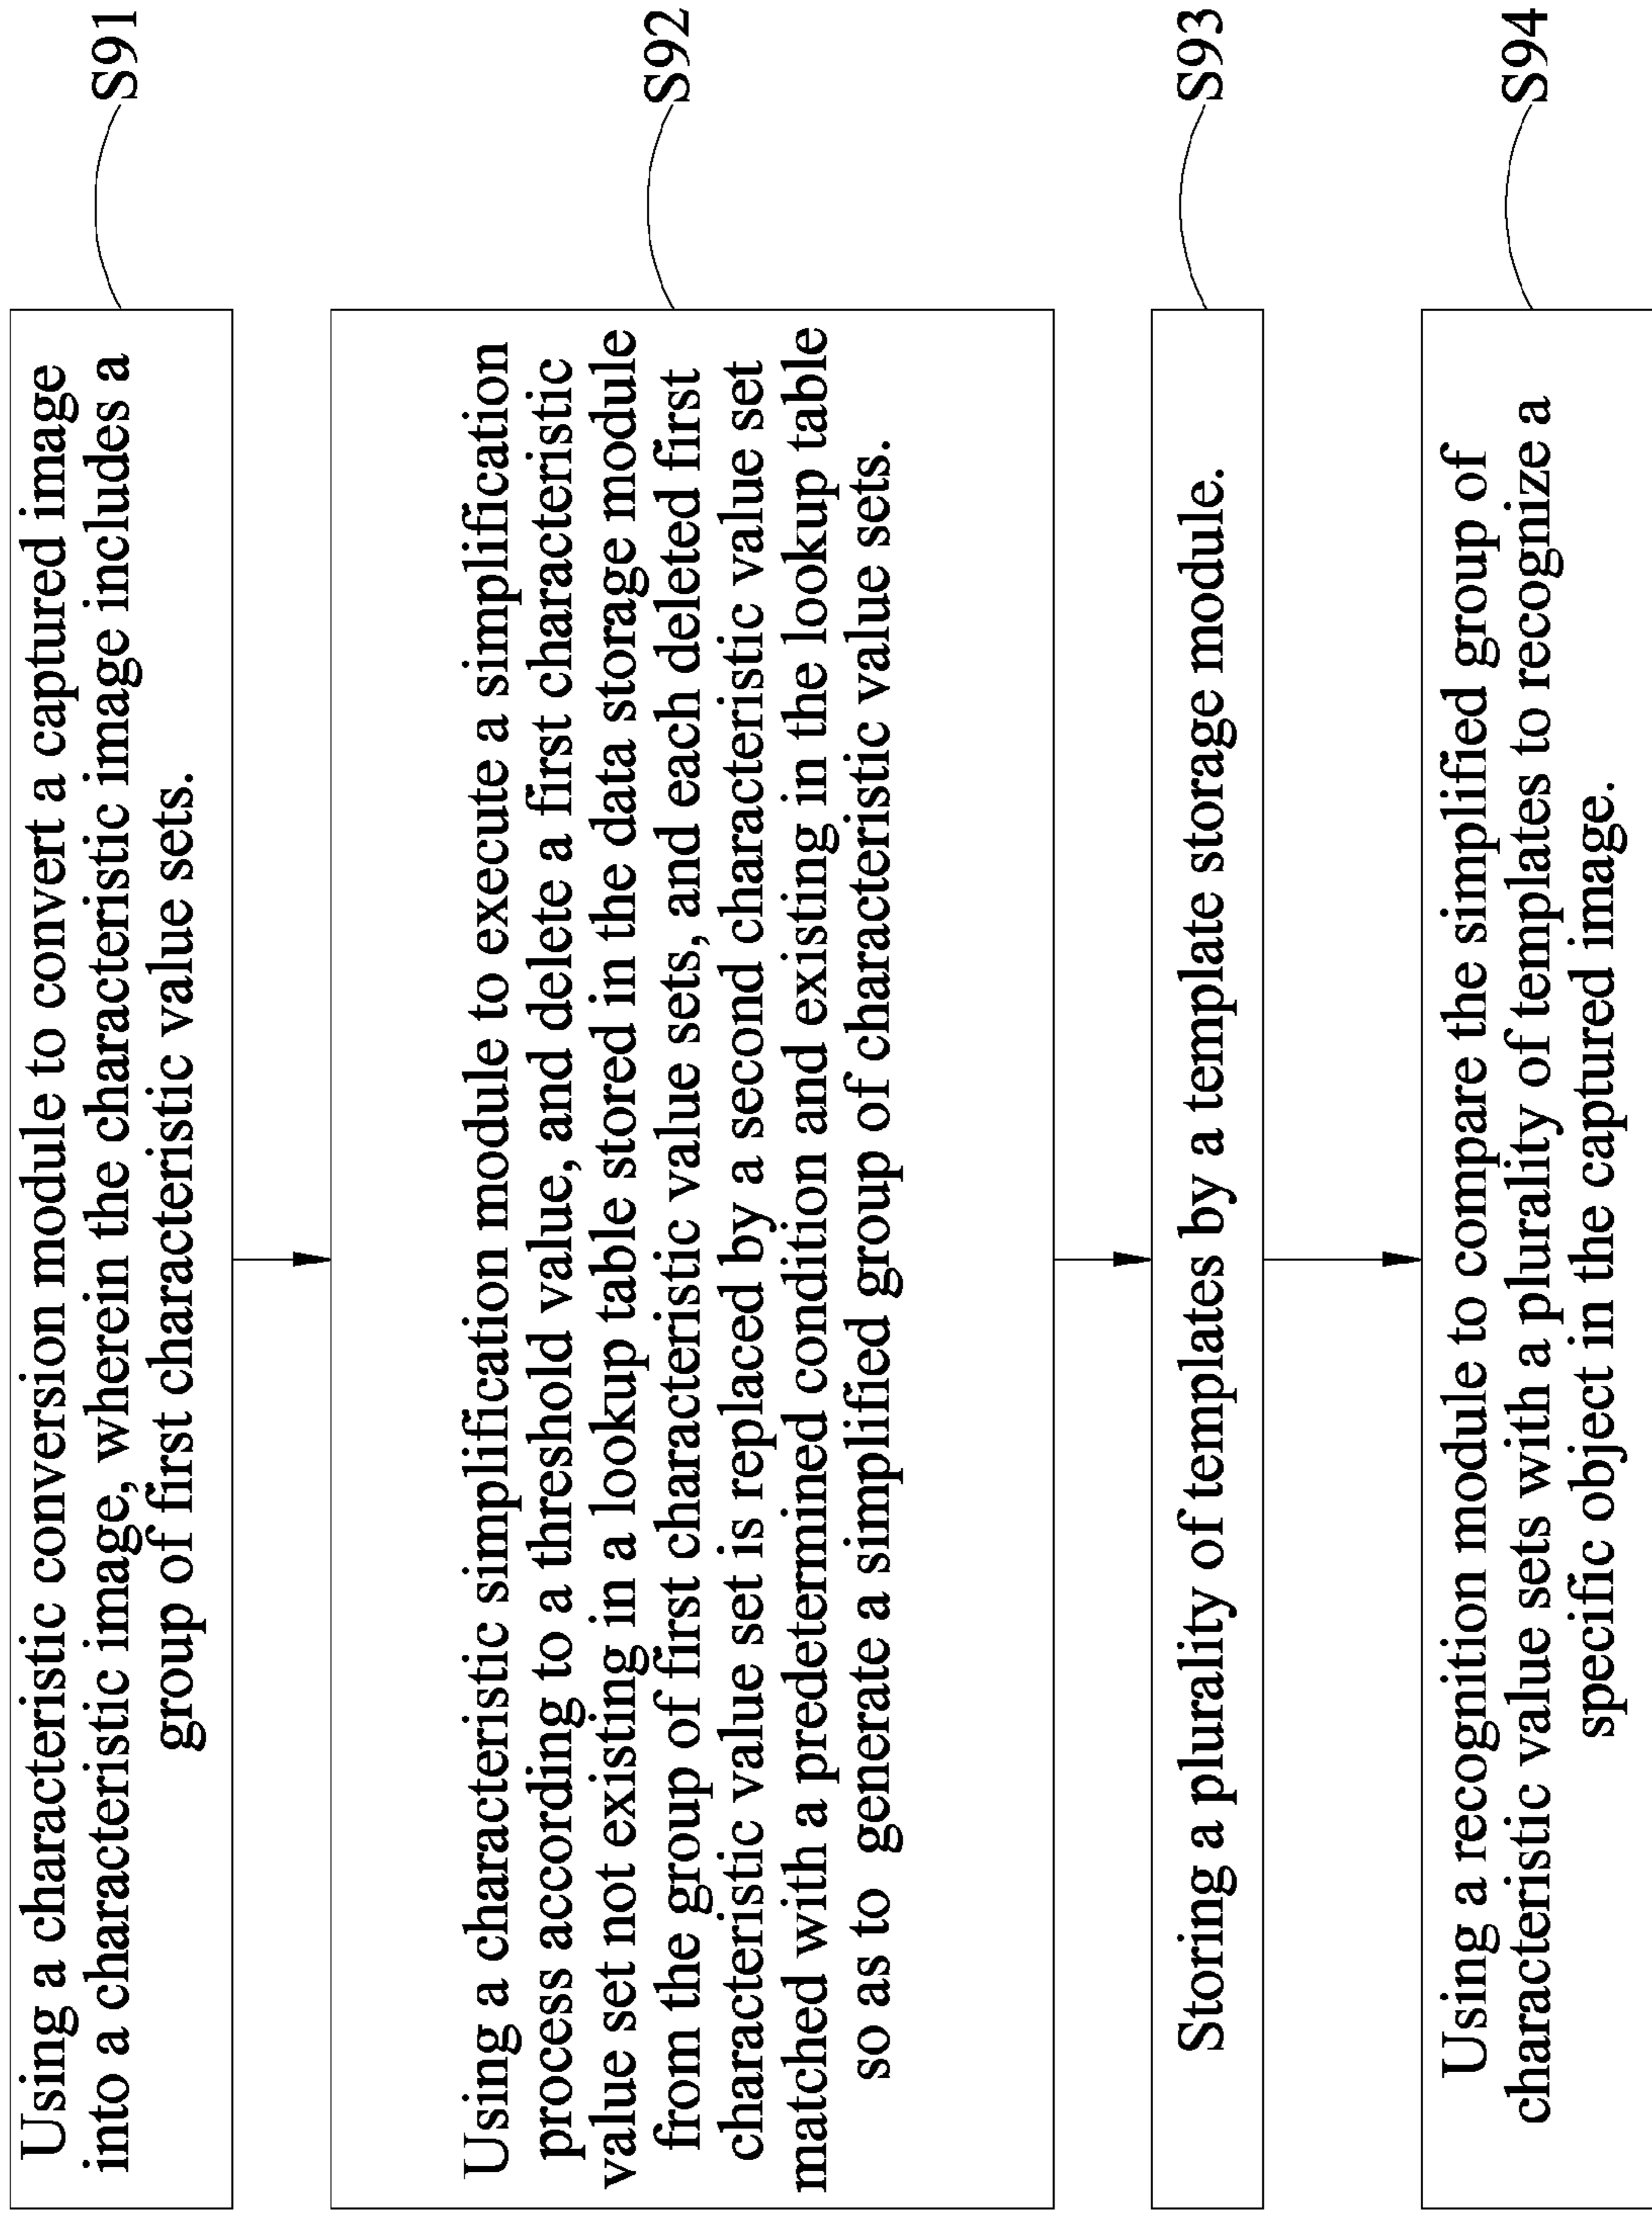 Using a characteristic conversion module to convert a captured image
into a characteristic image, wherein the characteristic image includes a
group of first characteristic value sets.
S91
Using a characteristic simplification module to execute a simplification
process according to a threshold value, and delete a first characteristic
value set not existing in a lookup table stored in the data storage module
from the group of first characteristic value sets, and each deleted first
characteristic value set is replaced by a second characteristic value set
matched with a predetermined condition and existing in the lookup table
so as to generate a simplified group of characteristic value sets.
S92
Storing a plurality of templates by a template storage module.
S93
Using a recognition module to compare the simplified group of
characteristic value sets with a plurality of templates to recognize a
specific object in the captured image.
S94